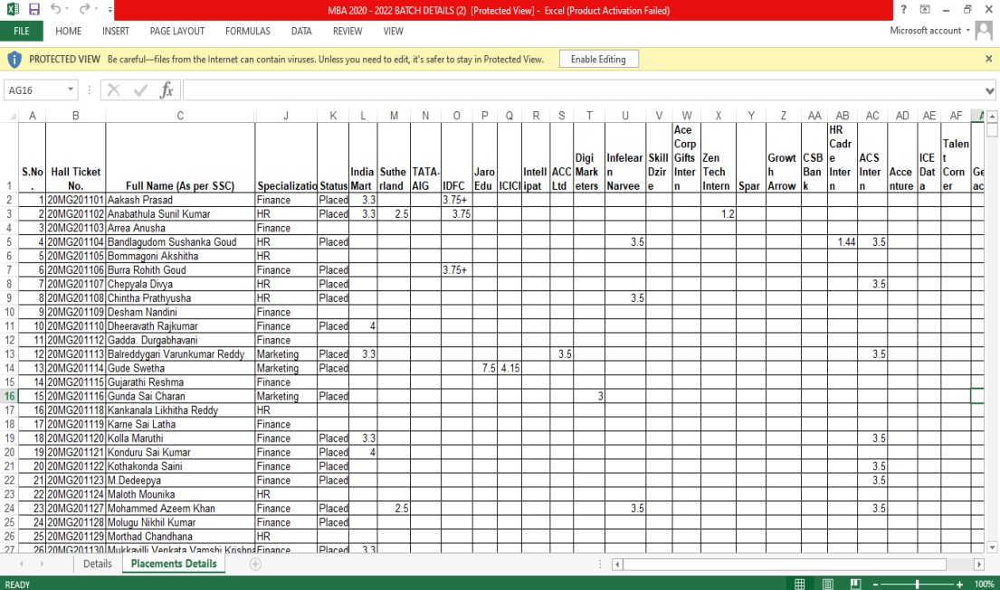 MBA 2020 - 2022 BATCH DETAILS (2) [Protected View] - Excel (Product Activation Failed)
FILE HOME INSERT PAGE LAYOUT FORMULAS DATA REVIEW VIEW Microsoft account
PROTECTED VIEW Be careful—files from the Internet can contain viruses. Unless you need to edit, it's safer to stay in Protected View. Enable Editing
AG16 fx
A B C J K L M N O P Q R S T U V W X Y Z AA AB AC AD AE AF
1 S.No. Hall Ticket No. Full Name (As per SSC) Specializatio Status India Mart Suthe rland TATA- AIG IDFC Jaro Edu ICICI Intell ipat ACC Ltd Digi Mark eters Infelear n Narvee Skill Dzir e Ace Corp Gifts Inter n Zen Tech Intern Spar Growt h Arrow CSB Ban k HR Cadr e Inter n ACS Inter n Acce nture ICE Dat a Talen t Corn er Ge ac
2 1 20MG201101 Aakash Prasad Finance Placed 3.3 3.75+
3 2 20MG201102 Anabathula Sunil Kumar HR Placed 3.3 2.5 3.75 1.2
4 3 20MG201103 Arrea Anusha Finance
5 4 20MG201104 Bandlagudom Sushanka Goud HR Placed 3.5 1.44 3.5
6 5 20MG201105 Bommagoni Akshitha HR
7 6 20MG201106 Burra Rohith Goud Finance Placed 3.75+
8 7 20MG201107 Chepyala Divya HR Placed 3.5
9 8 20MG201108 Chintha Prathyusha HR Placed 3.5
10 9 20MG201109 Desham Nandini Finance
11 10 20MG201110 Dheeravath Rajkumar Finance Placed 4
12 11 20MG201112 Gadda. Durgabhavani Finance
13 12 20MG201113 Balreddygari Varunkumar Reddy Marketing Placed 3.3 3.5 3.5
14 13 20MG201114 Gude Swetha Marketing Placed 7.5 4.15
15 14 20MG201115 Gujarathi Reshma Finance
16 15 20MG201116 Gunda Sai Charan Marketing Placed 3
17 16 20MG201118 Kankanala Likhitha Reddy HR
18 17 20MG201119 Karne Sai Latha Finance
19 18 20MG201120 Kolla Maruthi Finance Placed 3.3 3.5
20 19 20MG201121 Konduru Sai Kumar Finance Placed 4
21 20 20MG201122 Kothakonda Saini Finance Placed 3.5
22 21 20MG201123 M.Dedeepya Finance Placed 3.5
23 22 20MG201124 Maloth Mounika HR
24 23 20MG201127 Mohammed Azeem Khan Finance Placed 2.5 3.5 3.5
25 24 20MG201128 Molugu Nikhil Kumar Finance Placed
26 25 20MG201129 Morthad Chandhana HR
27 26 20MG201130 Mukkavilli Venkata Vamshi Krishna Finance Placed 3.3
Details Placements Details
READY 100%